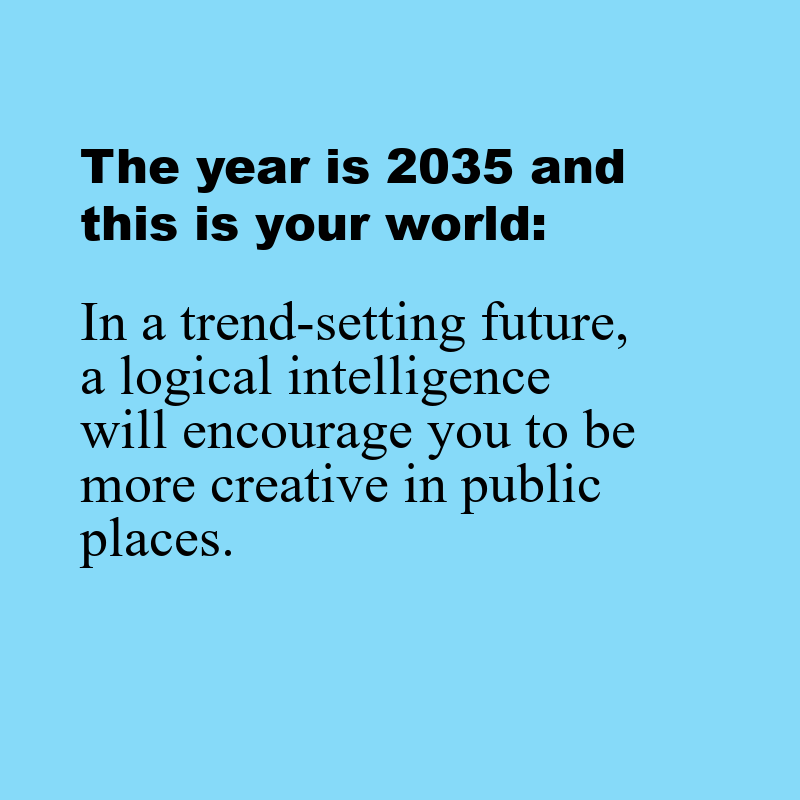 The year is 2035 and
this is your world:
In a trend-setting future,
a logical intelligence
will encourage you to be
more creative in public
places.